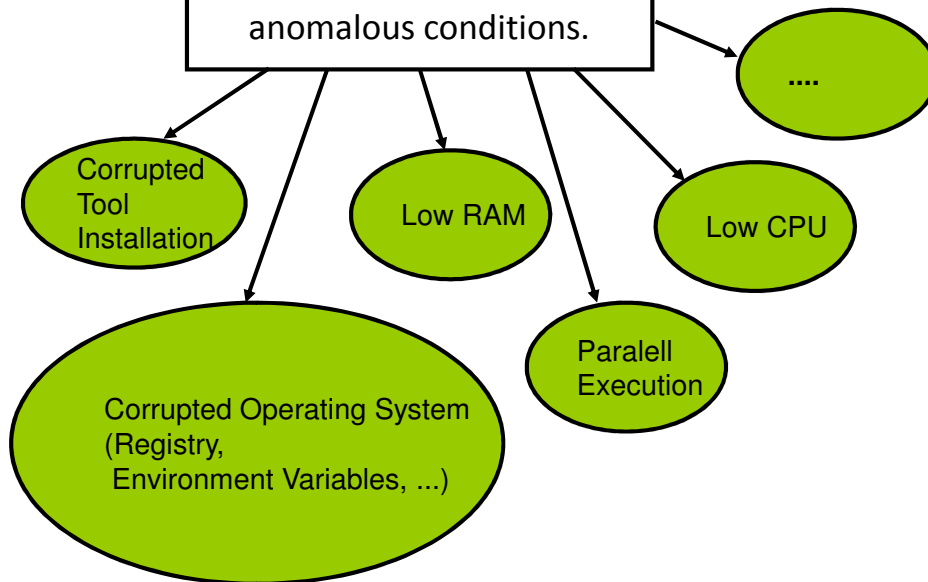 anomalous conditions.
....
Corrupted
Tool
Installation
Low RAM
Low CPU
Paralell
Execution
Corrupted Operating System
(Registry,
Environment Variables, ...)